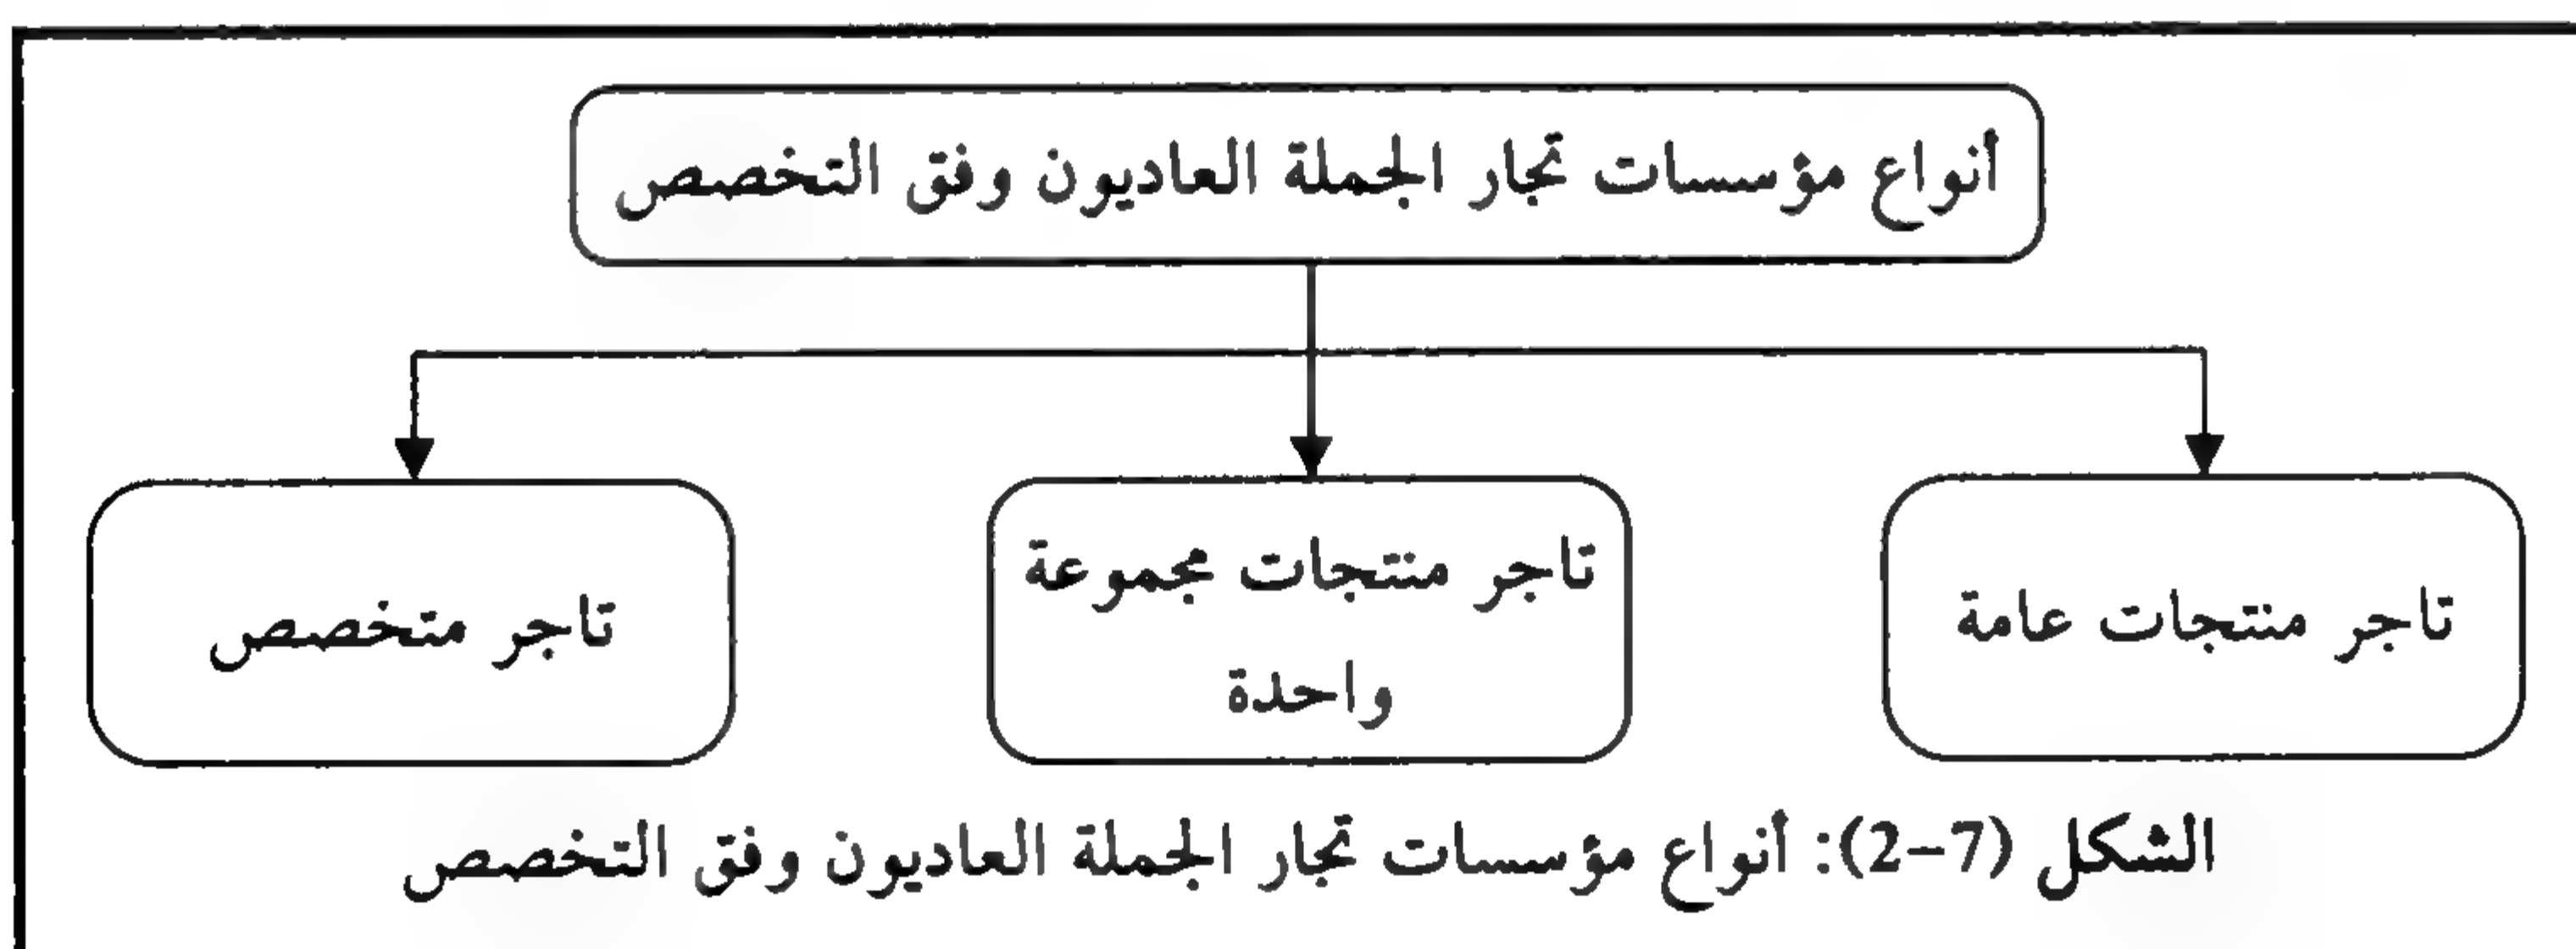 أنواع مؤسسات تجار الجملة العاديون وفق التخصص
تاجر منتجات عامة
تاجر منتجات مجموعة
واحدة
تاجر متخصص
الشكل (7-2): أنواع مؤسسات تجار الجملة العاديون وفق التخصص